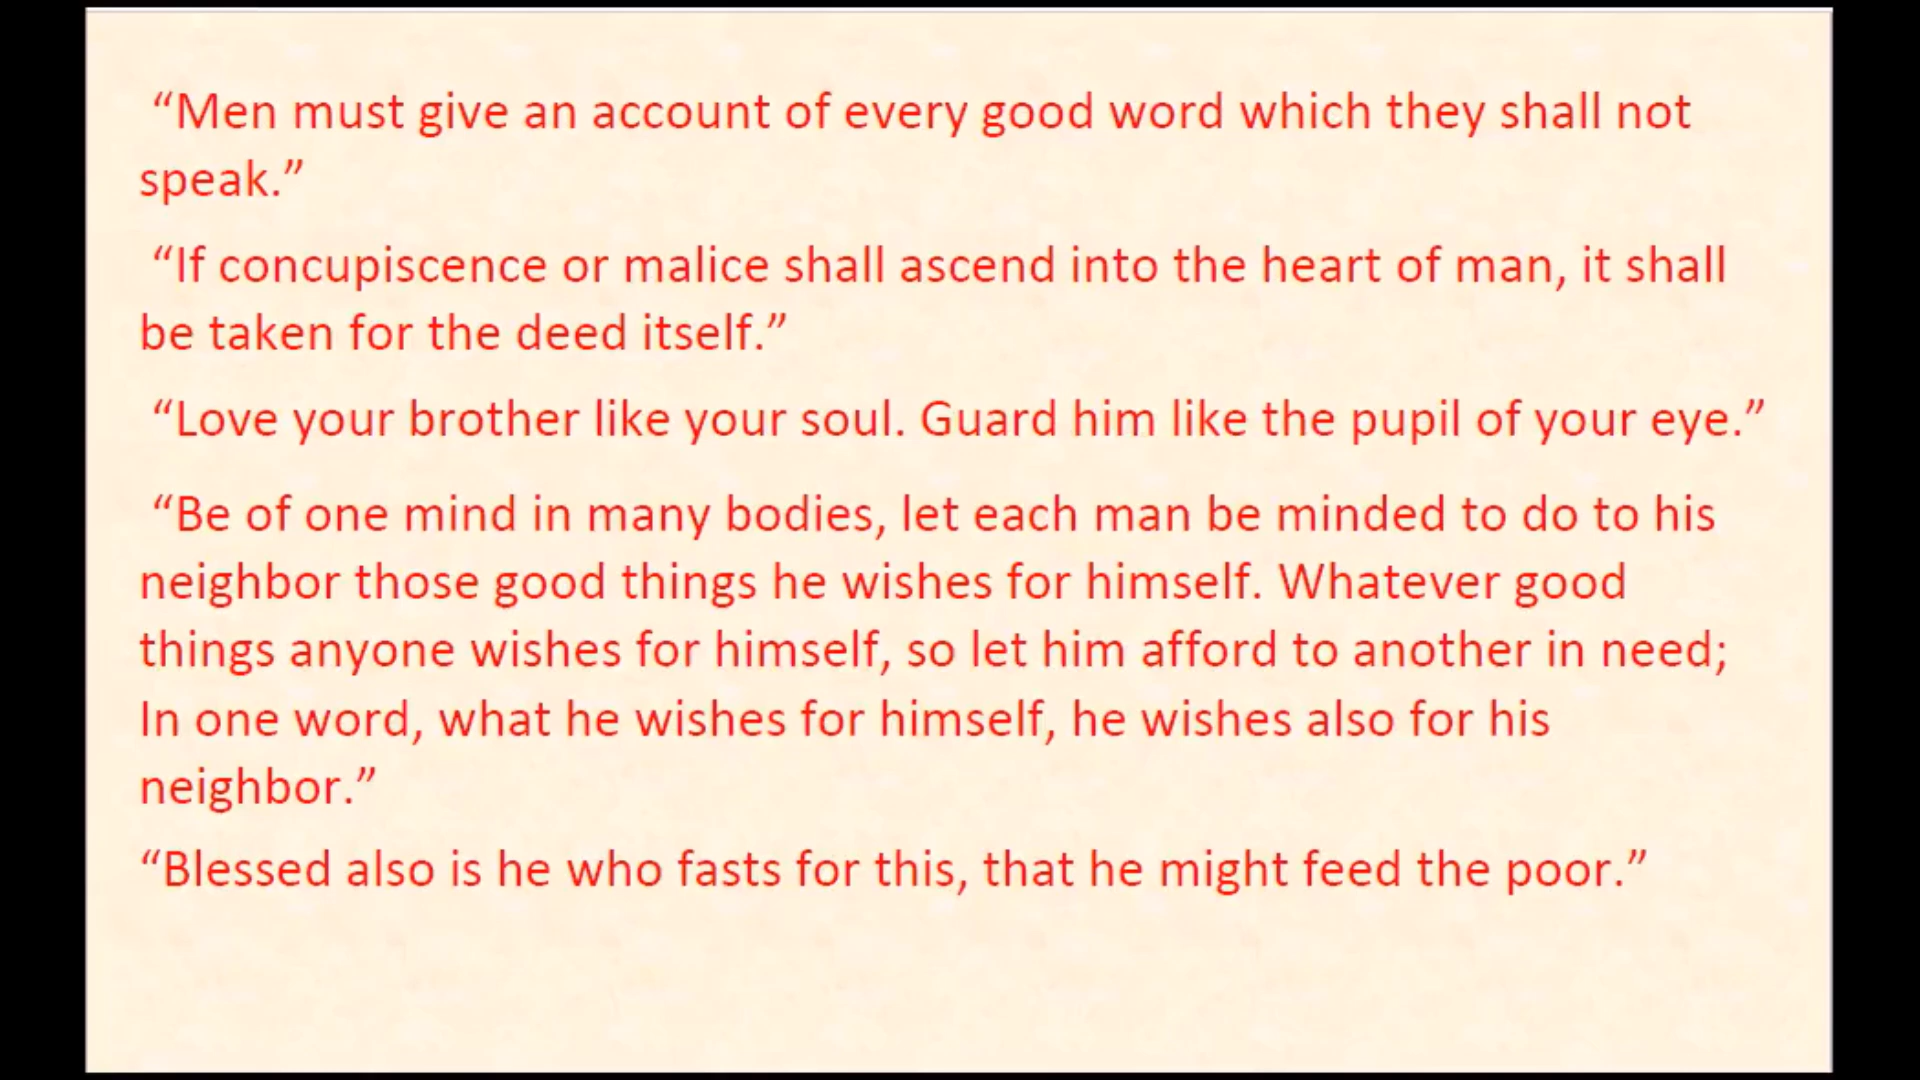 “Men must give an account of every good word which they shall not
speak.”
“If concupiscence or malice shall ascend into the heart of man, it shall
be taken for the deed itself.”
“Love your brother like your soul. Guard him like the pupil of your eye.”
“Be of one mind in many bodies, let each man be minded to do to his
neighbor those good things he wishes for himself. Whatever good
things anyone wishes for himself, so let him afford to another in need;
In one word, what he wishes for himself, he wishes also for his
neighbor.”
“Blessed also is he who fasts for this, that he might feed the poor.”